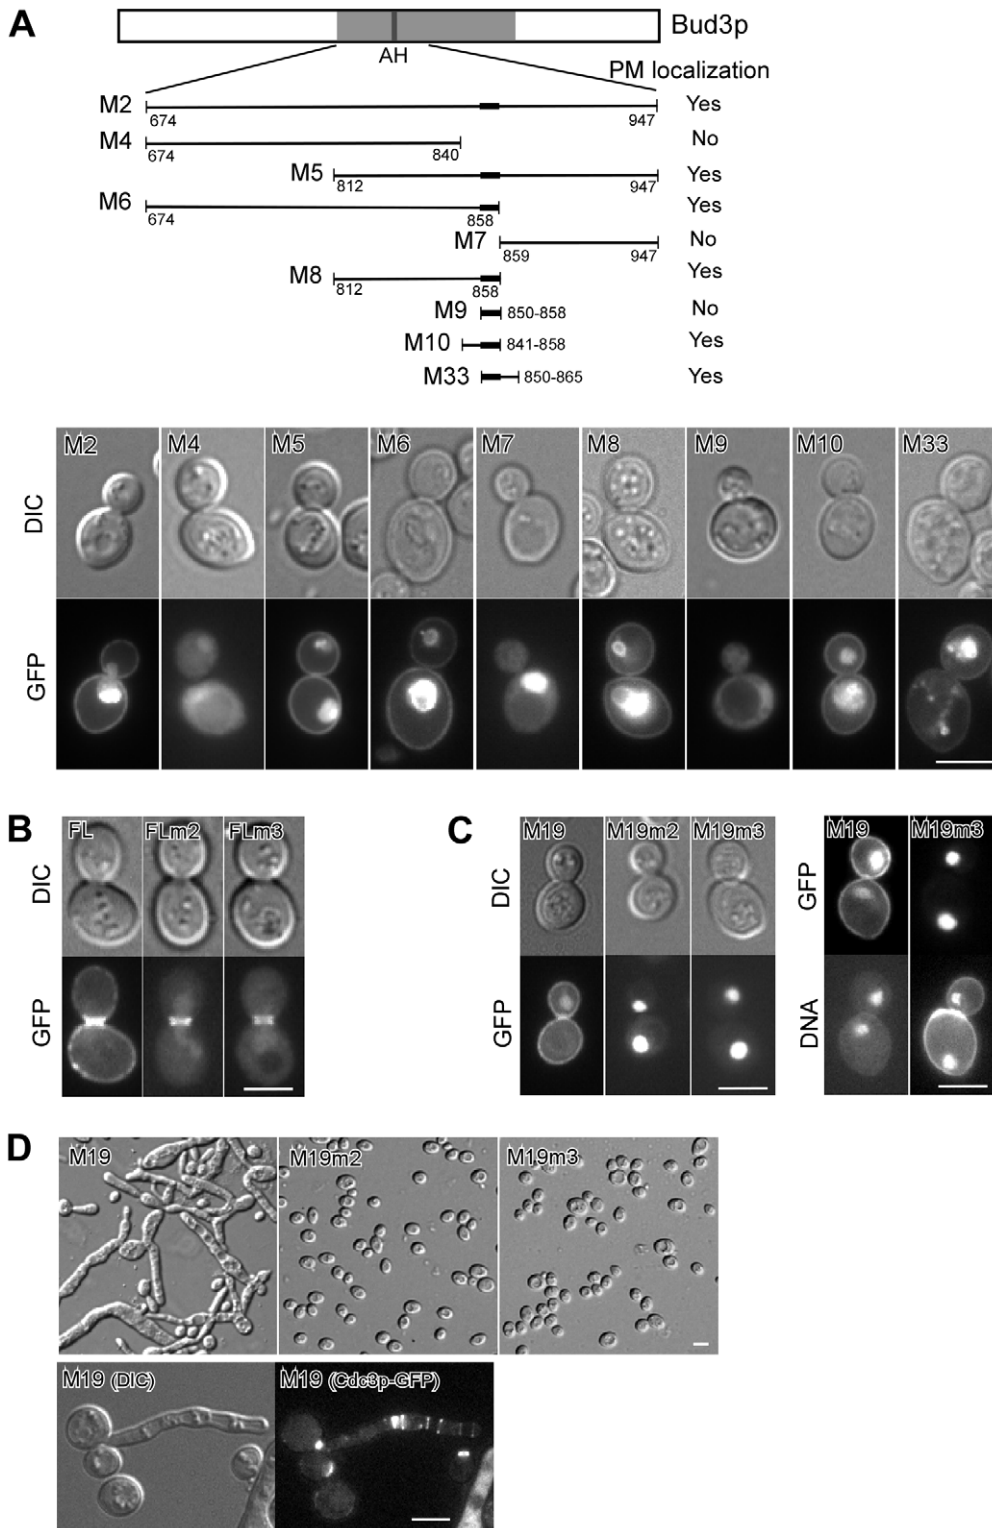 A
Bud3p
AH
PM localization
M2 674 947 Yes
M4 674 840 No
M5 812 947 Yes
M6 674 858 Yes
M7 859 947 No
M8 812 858 Yes
M9 850-858 No
M10 841-858 Yes
M33 850-865 Yes
M2 M4 M5 M6 M7 M8 M9 M10 M33
DIC
GFP
B
FL FLm2 FLm3
DIC
GFP
C
M19 M19m2 M19m3
DIC
GFP
M19 M19m3
GFP
DNA
D
M19 M19m2 M19m3
M19 (DIC) M19 (Cdc3p-GFP)